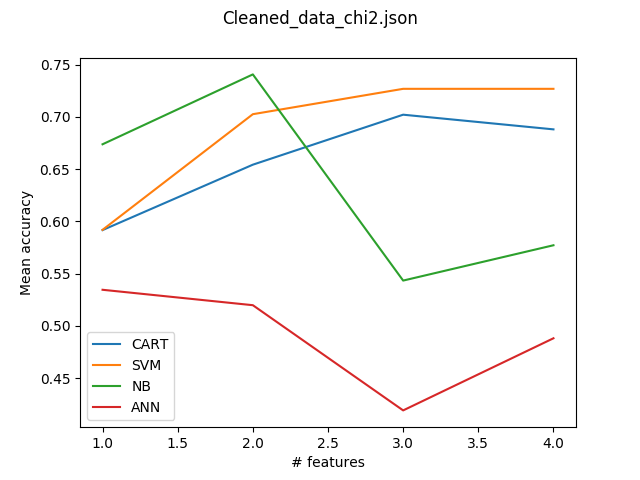 Cleaned_data_chi2.json
Mean accuracy
0.75
0.70
0.65
0.60
0.55
0.50
0.45
CART
SVM
NB
ANN
1.0 1.5 2.0 2.5 3.0 3.5 4.0
# features